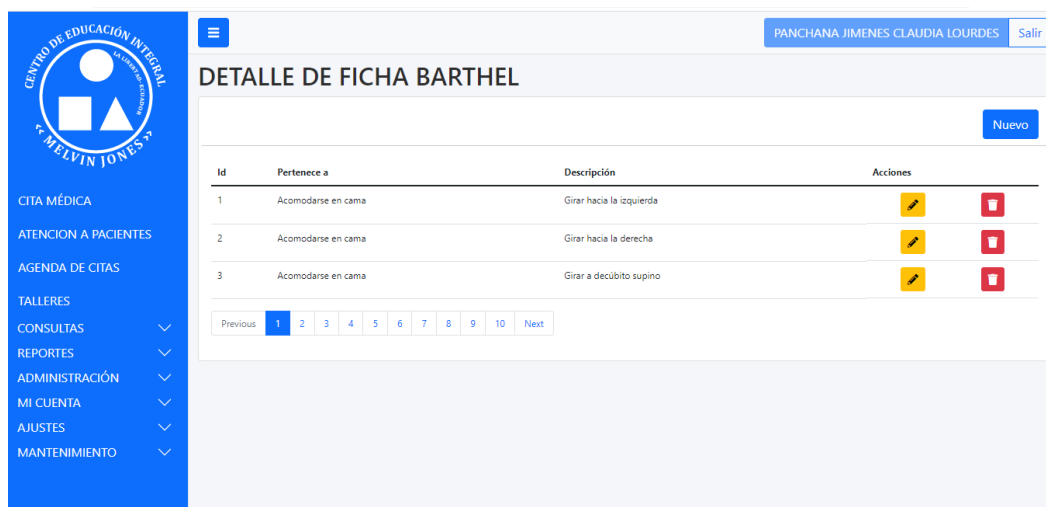 CENTRO DE EDUCACIÓN INTEGRAL
LA LIBERTAD-ECUADOR
« MELVIN JONES »
PANCHANA JIMENES CLAUDIA LOURDES Salir
DETALLE DE FICHA BARTHEL
Nuevo
Id Pertenece a Descripción Acciones
1 Acomodarse en cama Girar hacia la izquierda
2 Acomodarse en cama Girar hacia la derecha
3 Acomodarse en cama Girar a decúbito supino
Previous 1 2 3 4 5 6 7 8 9 10 Next
CITA MÉDICA
ATENCION A PACIENTES
AGENDA DE CITAS
TALLERES
CONSULTAS
REPORTES
ADMINISTRACIÓN
MI CUENTA
AJUSTES
MANTENIMIENTO